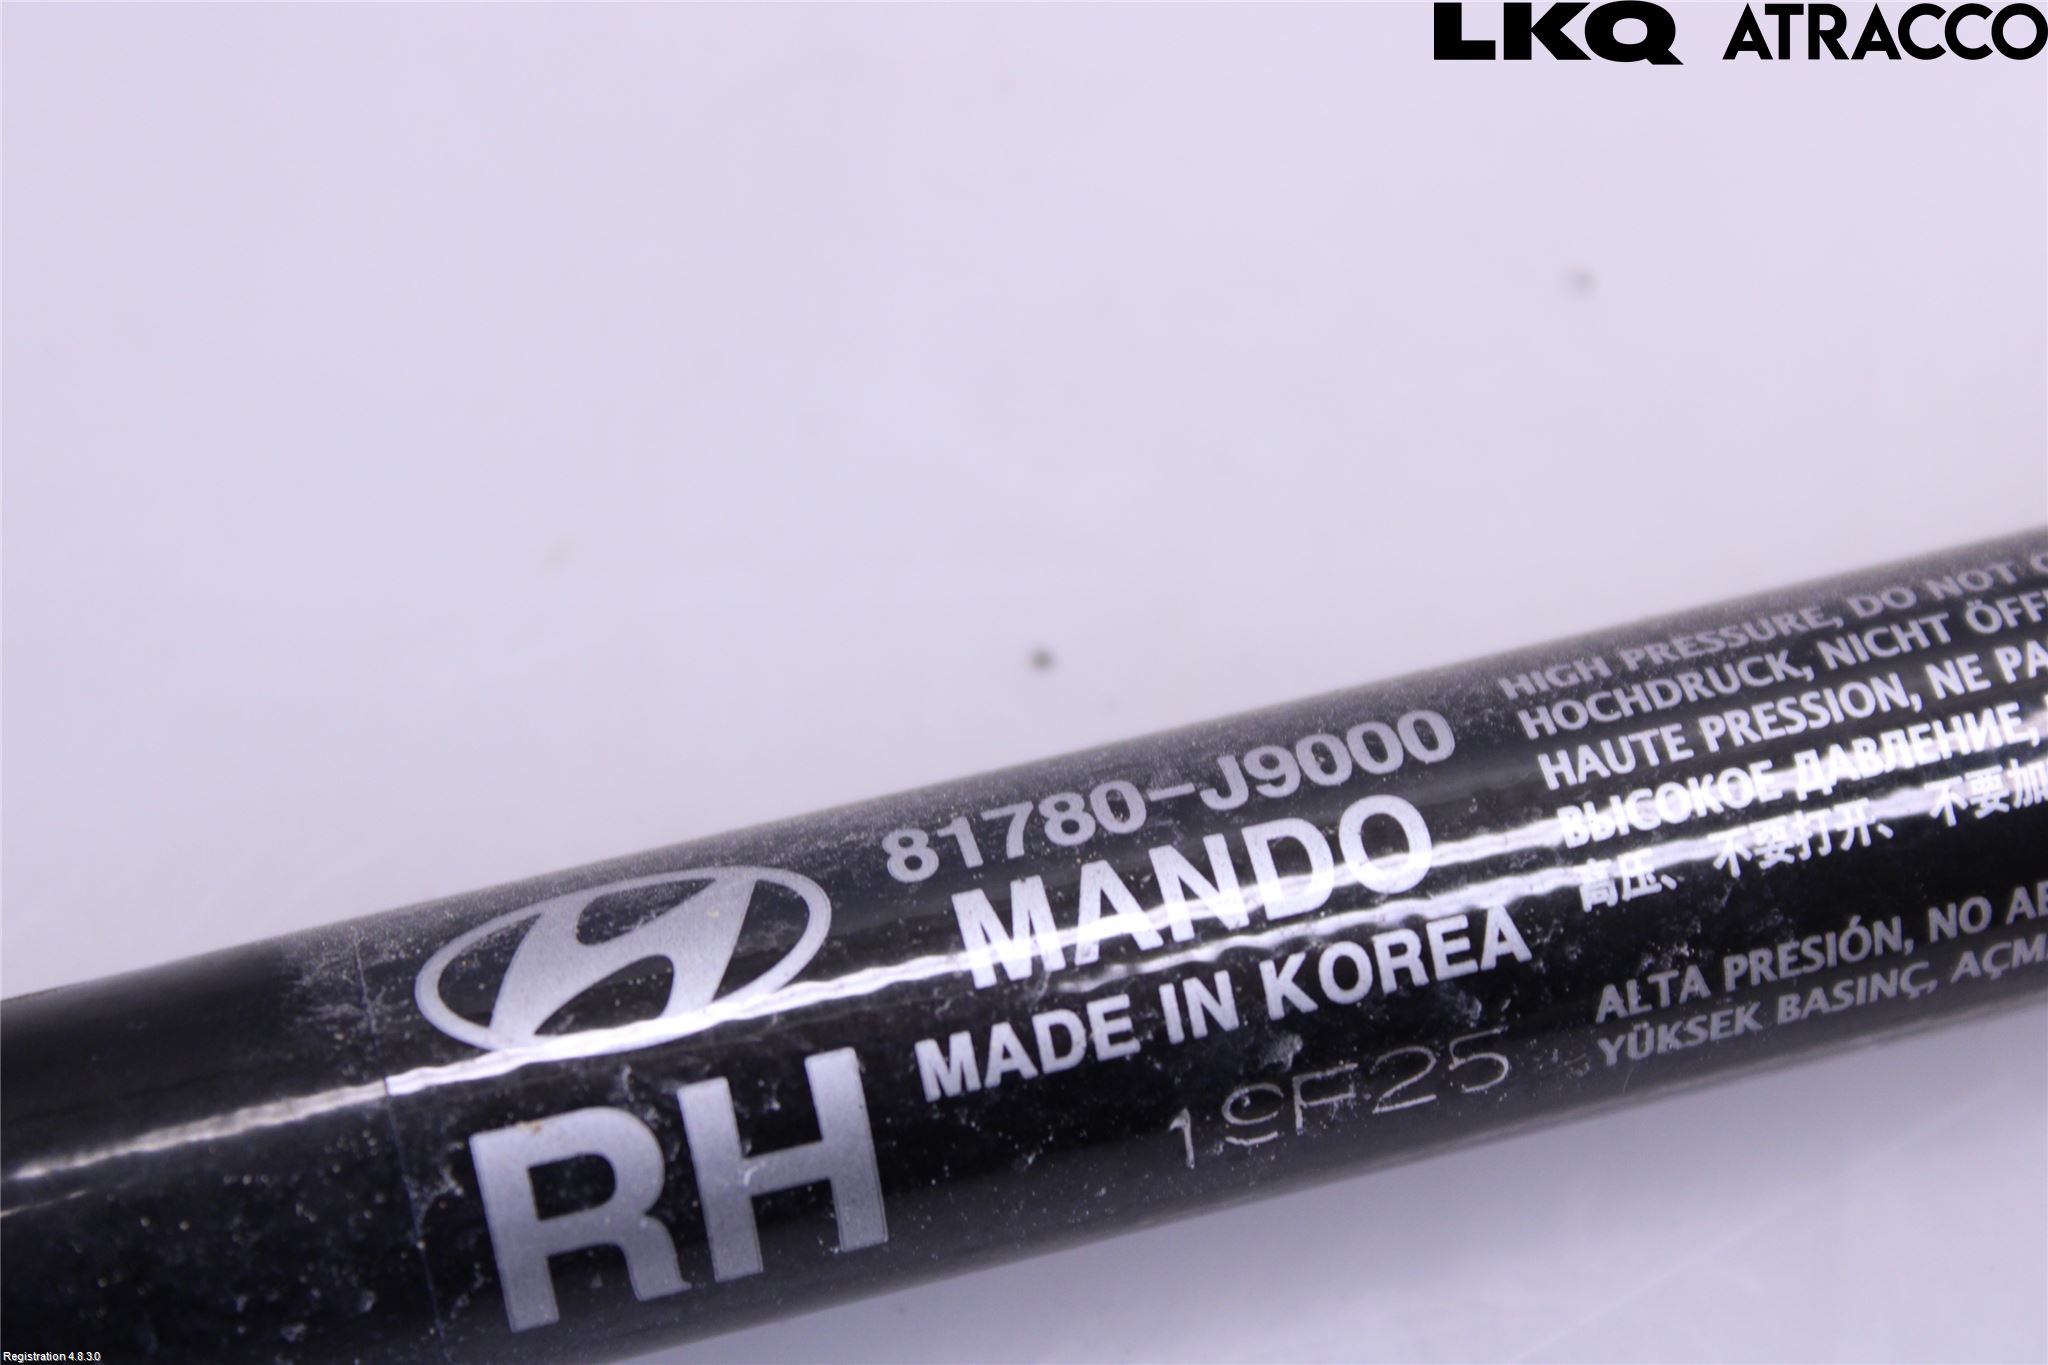 LKQ ATRACCO
81780-J9000
MANDO
MADE IN KOREA
19F25
RH
HIGH PRESSURE, DO NOT
HOCHDRUCK, NICHT ÖFF
HAUTE PRESSION, NE PA
ВЫСОКОЕ ДАВЛЕНИЕ,
高压、不要打开、不要加
ALTA PRESIÓN, NO AB
YÜKSEK BASINÇ, AÇMA
Registration 4.8.3.0